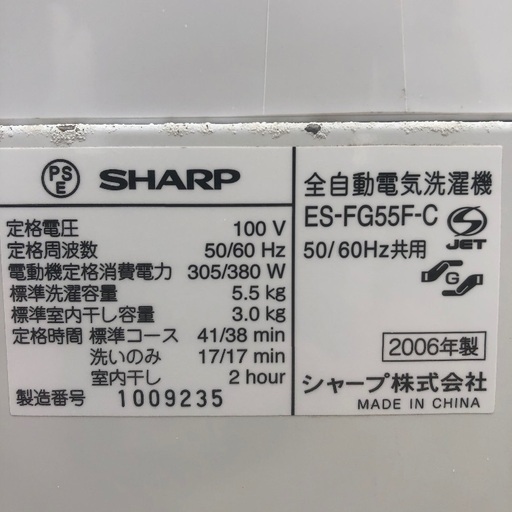 PSE SHARP
定格電圧 100 V
定格周波数 50/60 Hz
電動機定格消費電力 305/380 W
標準洗濯容量 5.5 kg
標準室内干し容量 3.0 kg
定格時間 標準コース 41/38 min
洗いのみ 17/17 min
室内干し 2 hour
製造番号 1009235
全自動電気洗濯機
ES-FG55F-C
50/60Hz共用
S JET
G
2006年製
シャープ株式会社
MADE IN CHINA